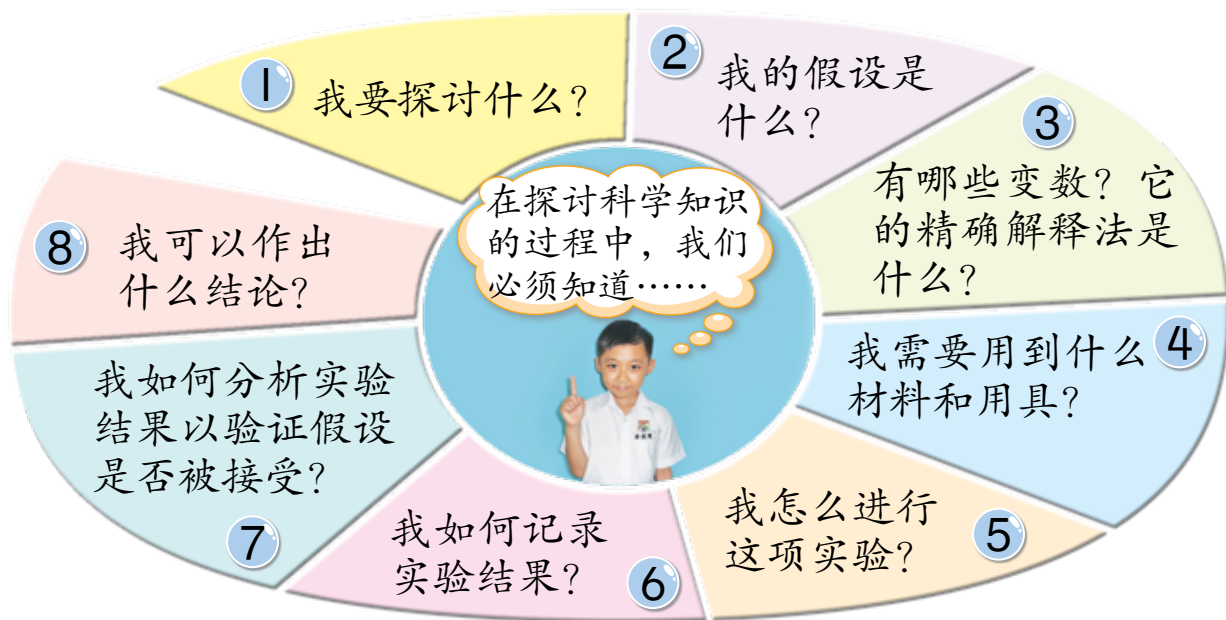 在探讨科学知识
的过程中，我们
必须知道……
1
我要探讨什么？
2
我的假设是
什么？
3
有哪些变数？它
的精确解释法是
什么？
4
我需要用到什么
材料和用具？
5
我怎么进行
这项实验？
6
我如何记录
实验结果？
7
我如何分析实验
结果以验证假设
是否被接受？
8
我可以作出
什么结论？